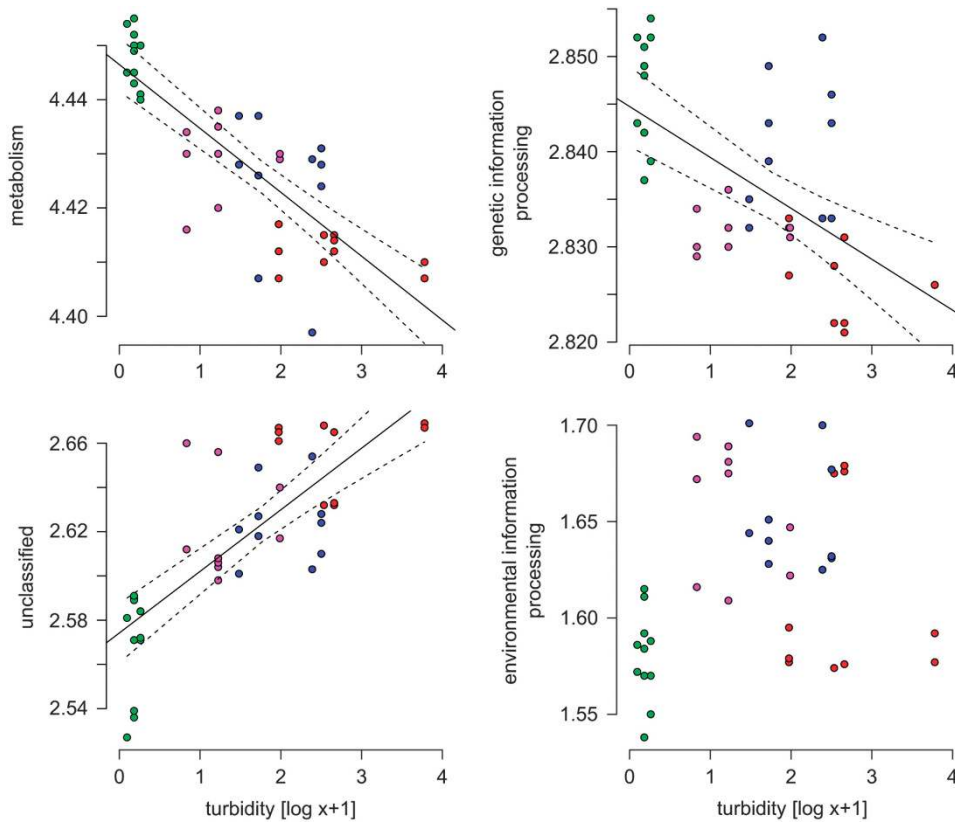 metabolism
4.44
4.42
4.40
0 1 2 3 4
genetic information
processing
2.850
2.840
2.830
2.820
0 1 2 3 4
unclassified
2.66
2.62
2.58
2.54
0 1 2 3 4
turbidity [log x+1]
environmental information
processing
1.70
1.65
1.60
1.55
0 1 2 3 4
turbidity [log x+1]